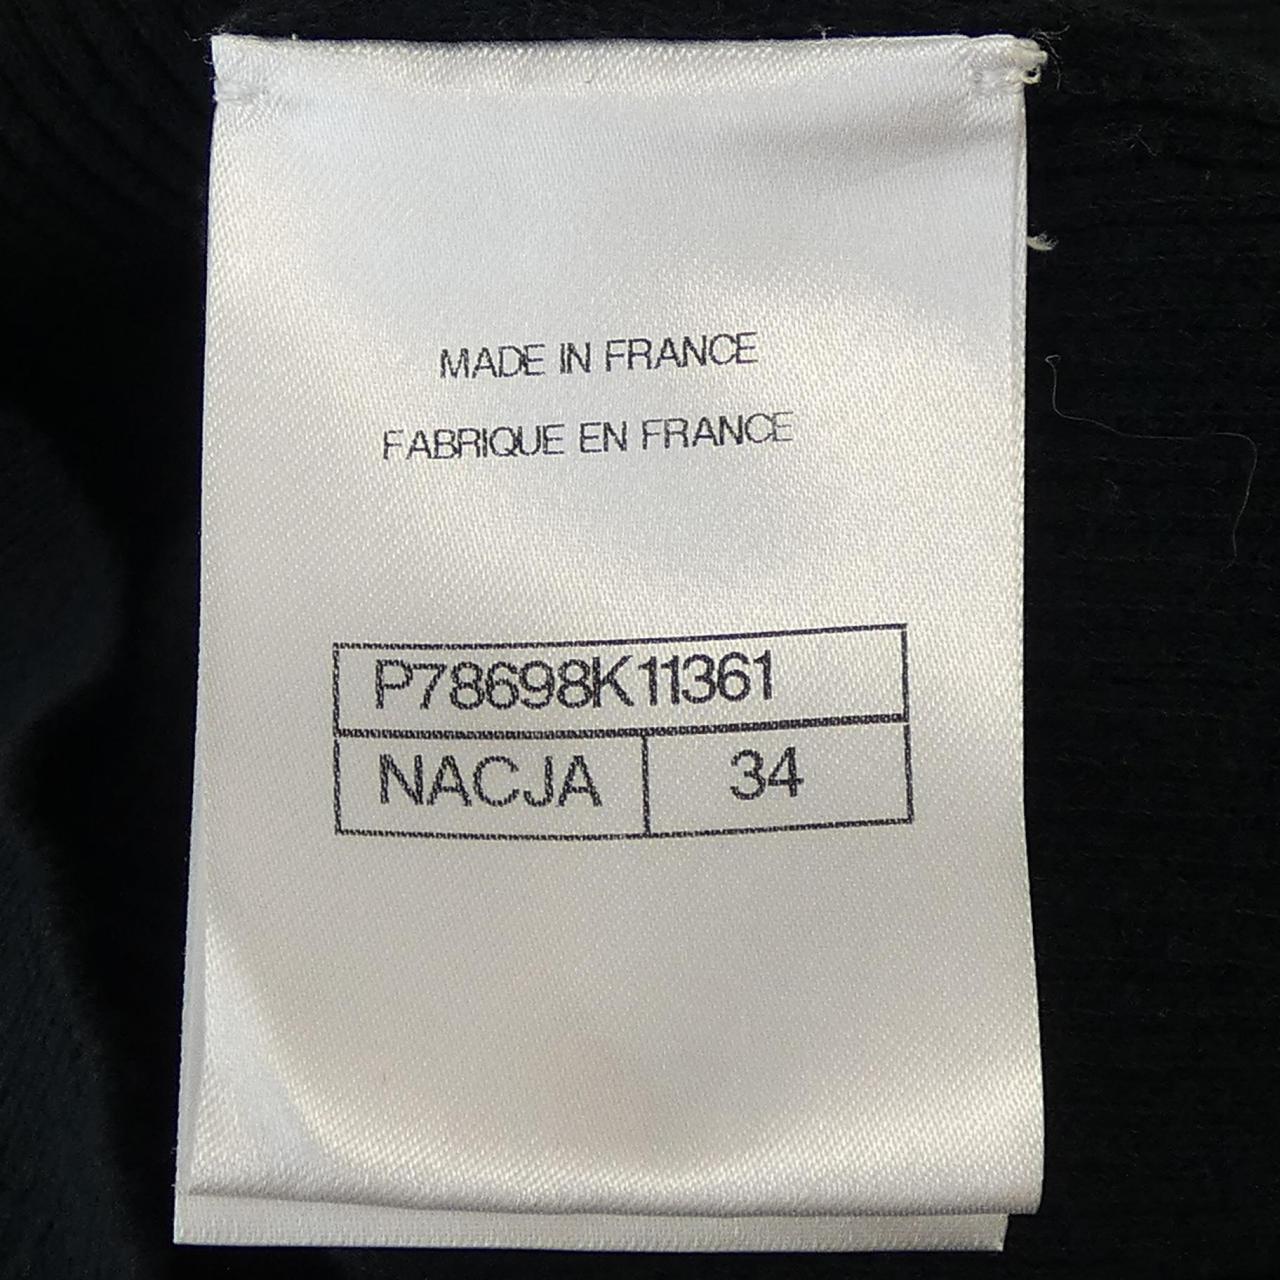 MADE IN FRANCE
FABRIQUE EN FRANCE
P78698K11361
NACJA 34